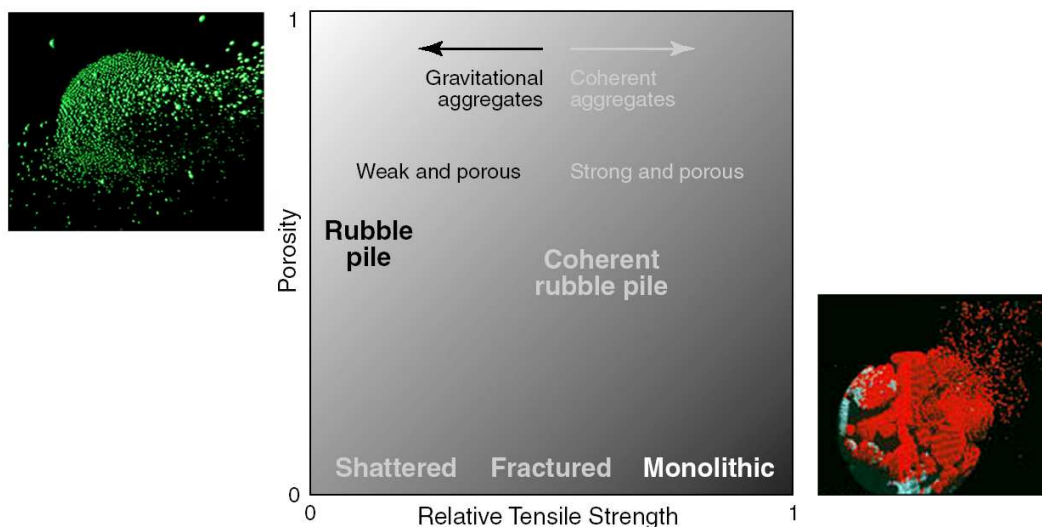 1
Gravitational
aggregates
Coherent
aggregates
Weak and porous
Strong and porous
Porosity
Rubble
pile
Coherent
rubble pile
Shattered
Fractured
Monolithic
0
0
Relative Tensile Strength
1